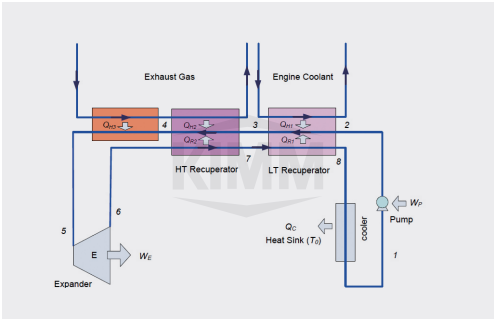 Exhaust Gas
Engine Coolant
QH3
4
QH2
3
QH1
2
QR2
QR1
7
8
HT Recuperator
LT Recuperator
KIMM
6
5
E
WE
Expander
QC
Heat Sink (T0)
cooler
WP
Pump
1